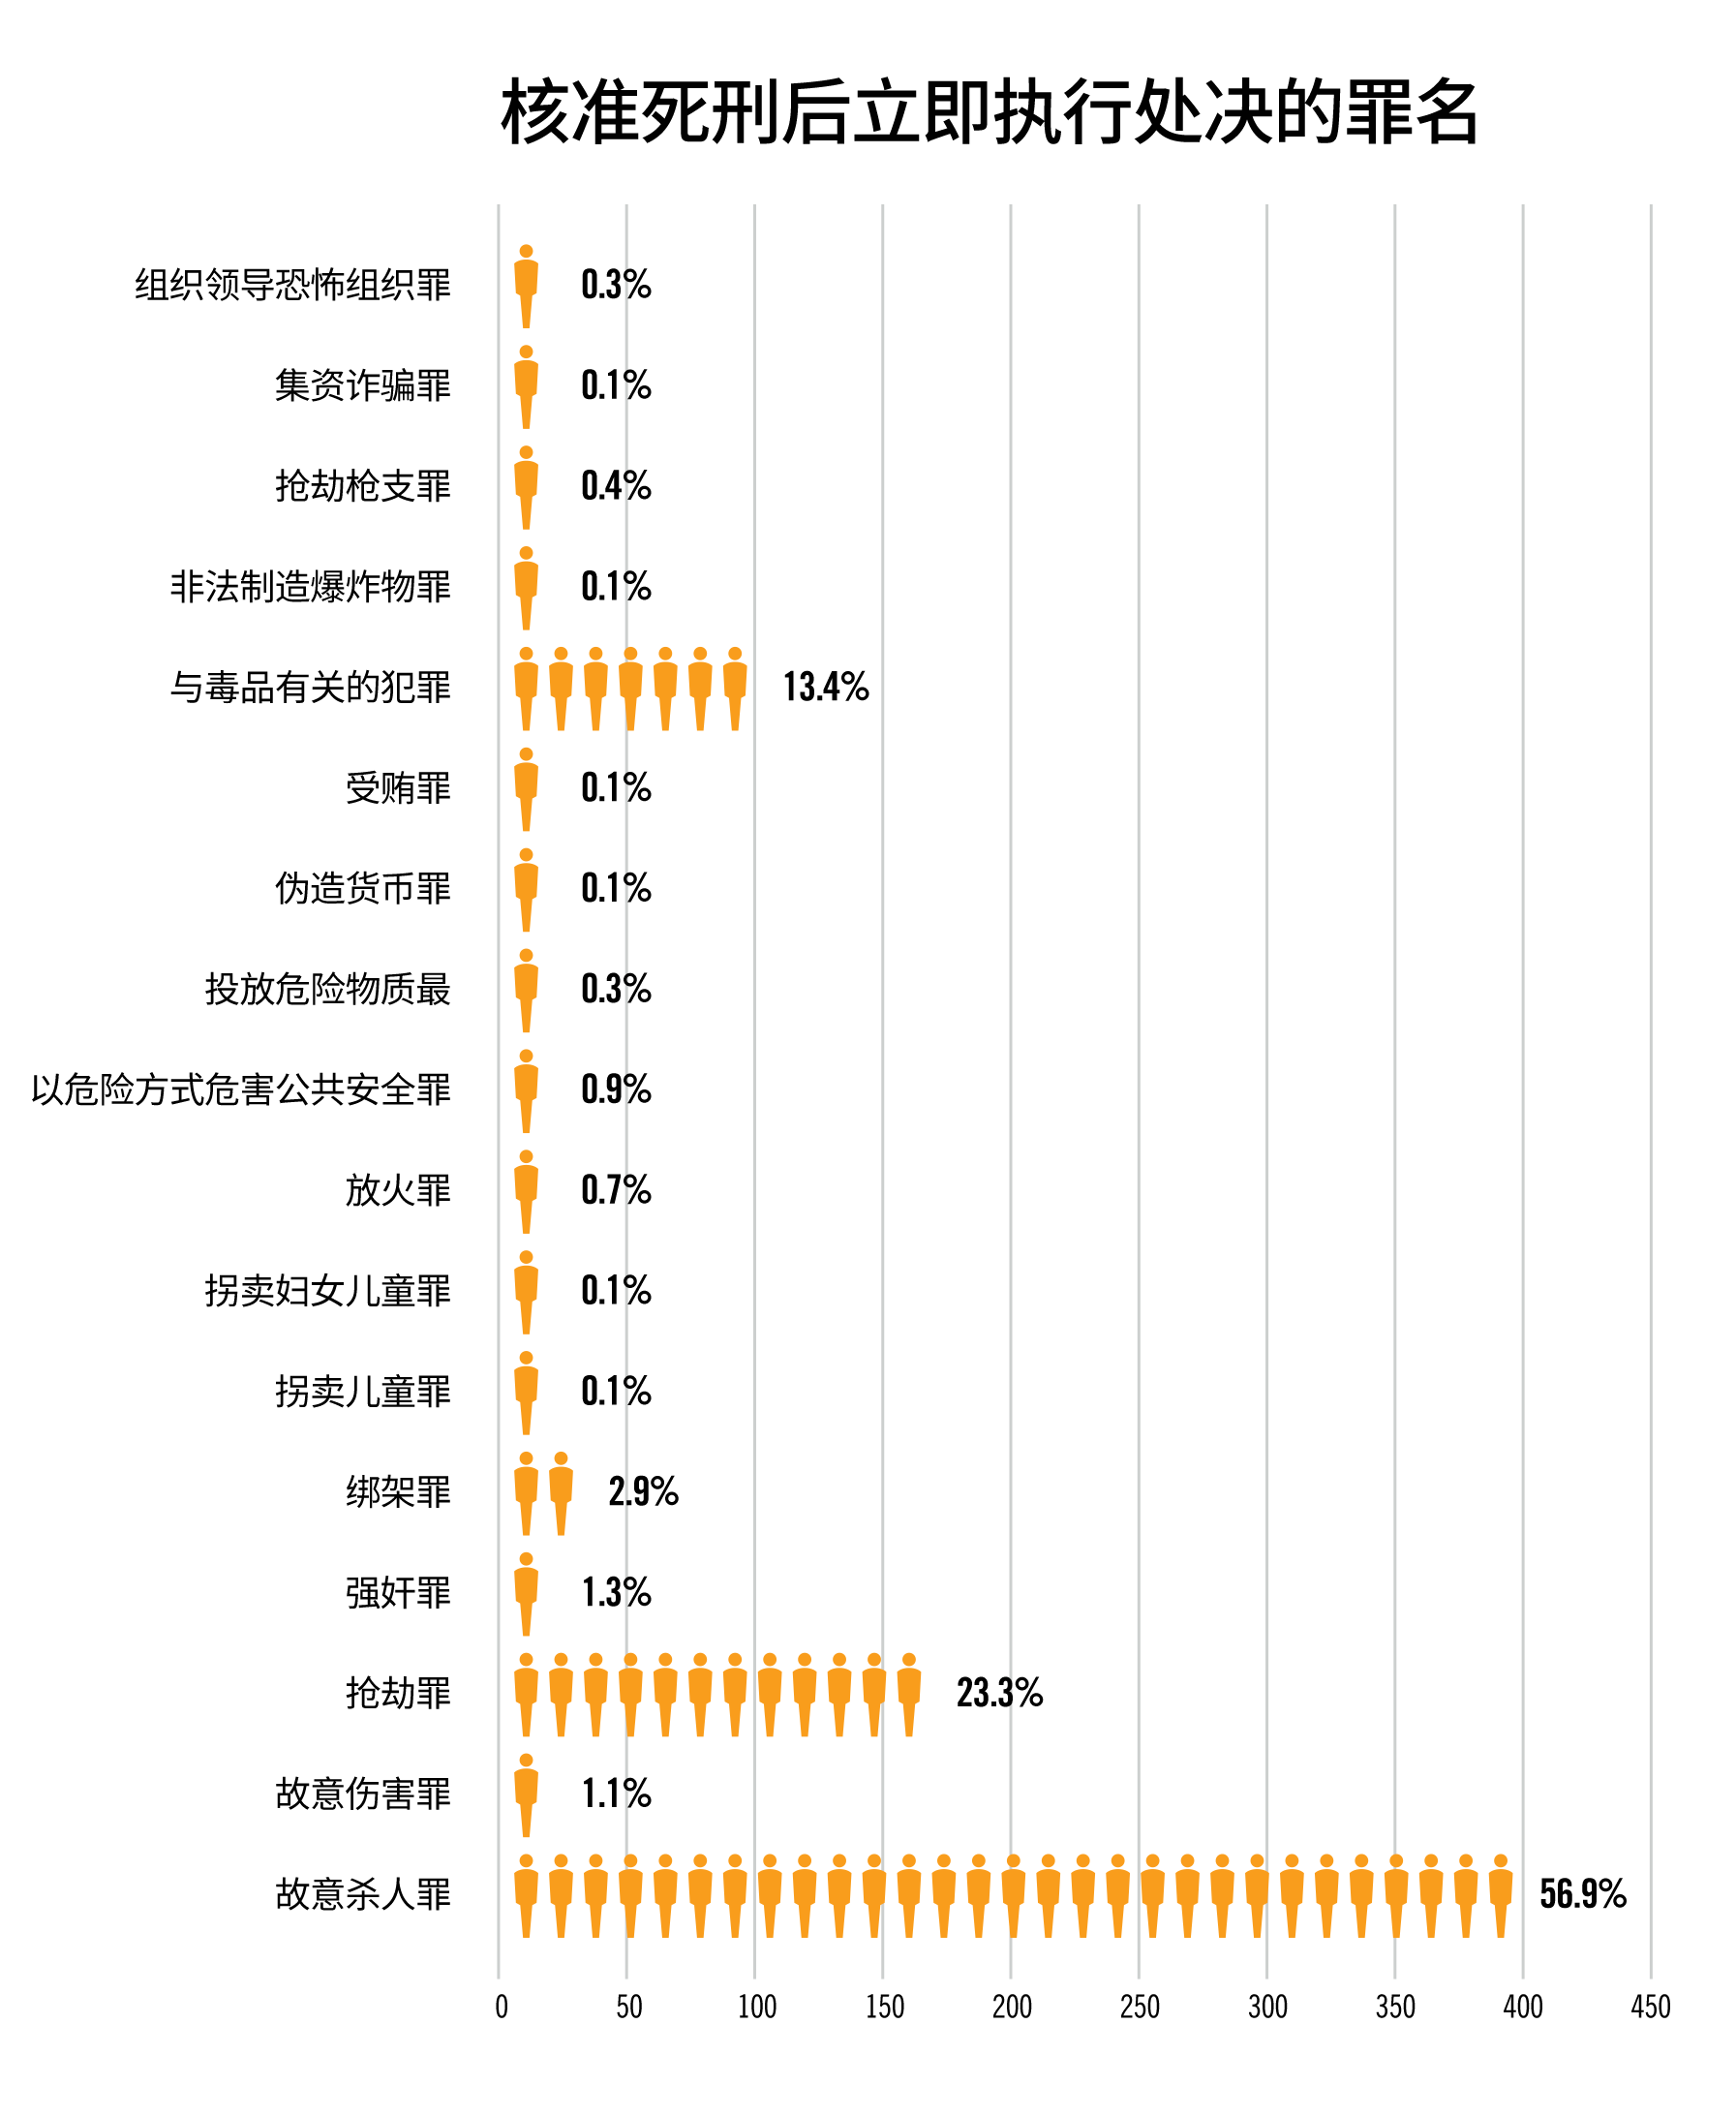 核准死刑后立即执行处决的罪名
组织领导恐怖组织罪 0.3%
集资诈骗罪 0.1%
抢劫枪支罪 0.4%
非法制造爆炸物罪 0.1%
与毒品有关的犯罪 13.4%
受贿罪 0.1%
伪造货币罪 0.1%
投放危险物质最 0.3%
以危险方式危害公共安全罪 0.9%
放火罪 0.7%
拐卖妇女儿童罪 0.1%
拐卖儿童罪 0.1%
绑架罪 2.9%
强奸罪 1.3%
抢劫罪 23.3%
故意伤害罪 1.1%
故意杀人罪 56.9%
0 50 100 150 200 250 300 350 400 450